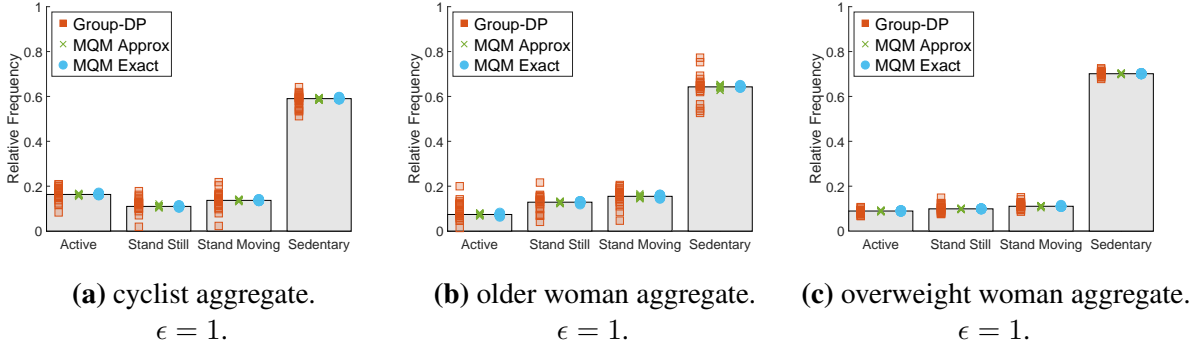 Group-DP
MQM Approx
MQM Exact
Relative Frequency
1
0.8
0.6
0.4
0.2
0
Active
Stand Still
Stand Moving
Sedentary
(a) cyclist aggregate.
ϵ = 1.
Group-DP
MQM Approx
MQM Exact
Relative Frequency
1
0.8
0.6
0.4
0.2
0
Active
Stand Still
Stand Moving
Sedentary
(b) older woman aggregate.
ϵ = 1.
Group-DP
MQM Approx
MQM Exact
Relative Frequency
1
0.8
0.6
0.4
0.2
0
Active
Stand Still
Stand Moving
Sedentary
(c) overweight woman aggregate.
ϵ = 1.